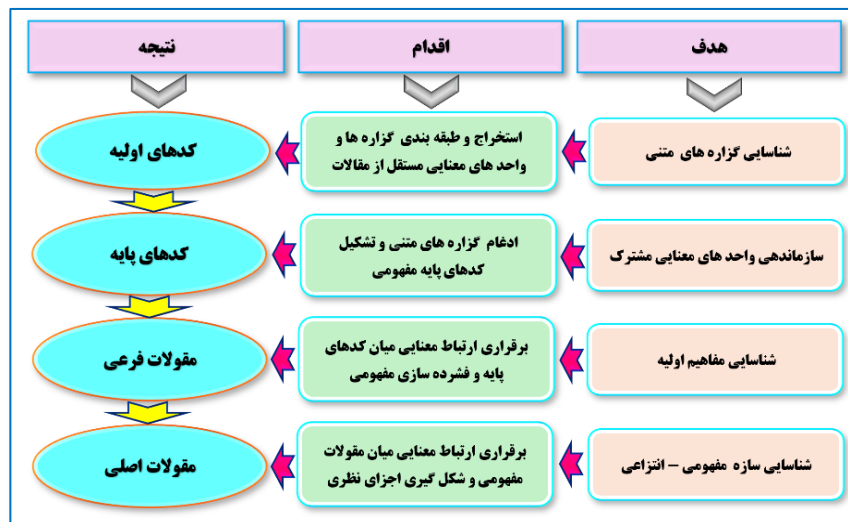 هدف
اقدام
نتیجه
شناسایی گزاره های متنی
استخراج و طبقه بندی گزاره ها و
واحد های معنایی مستقل از مقالات
کدهای اولیه
سازماندهی واحد های معنایی مشترک
ادغام گزاره های متنی و تشکیل
کدهای پایه مفهومی
کدهای پایه
شناسایی مفاهیم اولیه
برقراری ارتباط معنایی میان کدهای
پایه و فشرده سازی مفهومی
مقولات فرعی
شناسایی سازه مفهومی – انتزاعی
برقراری ارتباط معنایی میان مقولات
مفهومی و شکل گیری اجزای نظری
مقولات اصلی